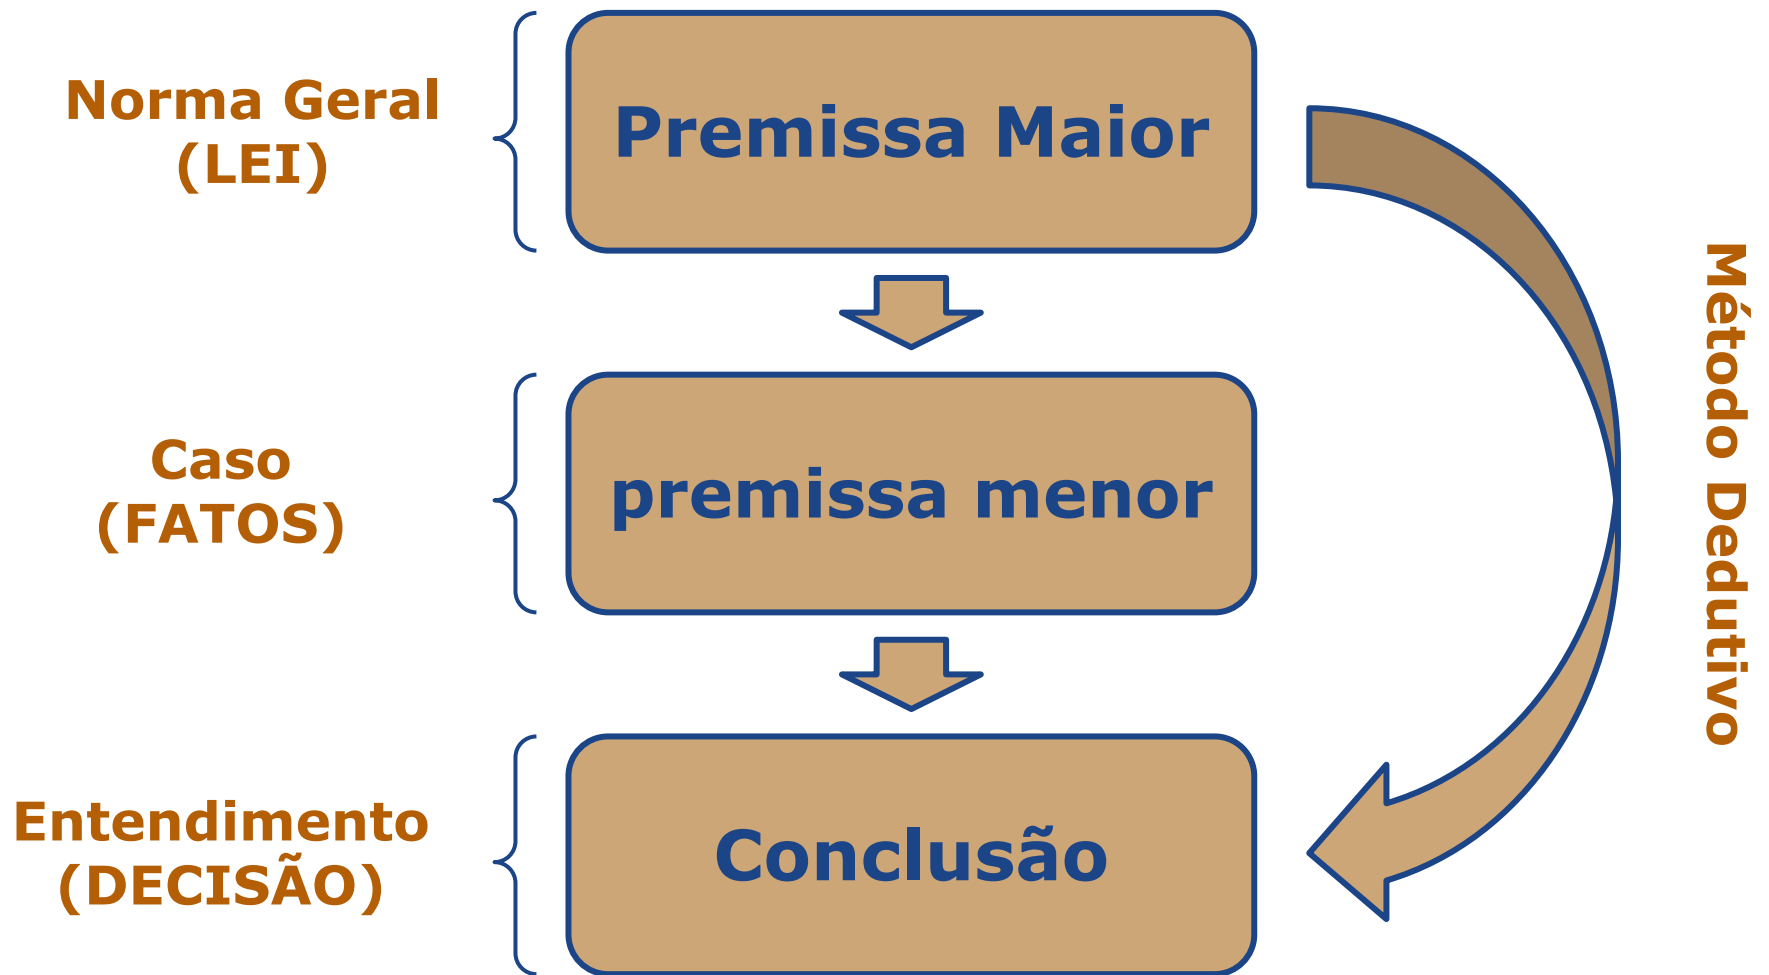 Norma Geral
(LEI)
Premissa Maior
Caso
(FATOS)
premissa menor
Entendimento
(DECISÃO)
Conclusão
Método Dedutivo